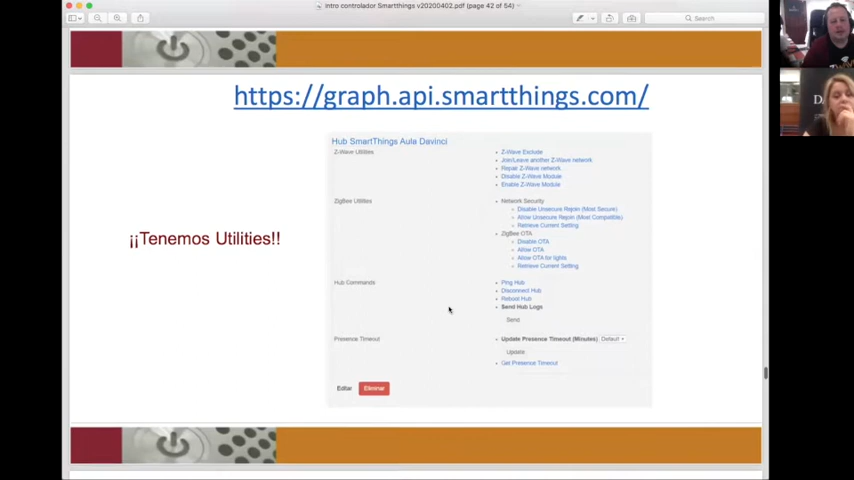 intro controlador Smartthings v20200402.pdf (page 42 of 54)
Search
https://graph.api.smartthings.com/
Hub SmartThings Aula Davinci
Z-Wave Utilities
Z-Wave Exclude
Join/Leave another Z-Wave network
Repair Z-Wave network
Disable Z-Wave Module
Enable Z-Wave Module
ZigBee Utilities
Network Security
Disable Unsecure Rejoin (Most Secure)
Allow Unsecure Rejoin (Most Compatible)
Retrieve Current Setting
ZigBee OTA
Disable OTA
Allow OTA
Allow OTA for lights
Retrieve Current Setting
¡¡Tenemos Utilities!!
Hub Commands
Ping Hub
Disconnect Hub
Reboot Hub
Send Hub Logs
Send
Presence Timeout
Update Presence Timeout (Minutes) Default
Update
Get Presence Timeout
Editar Eliminar